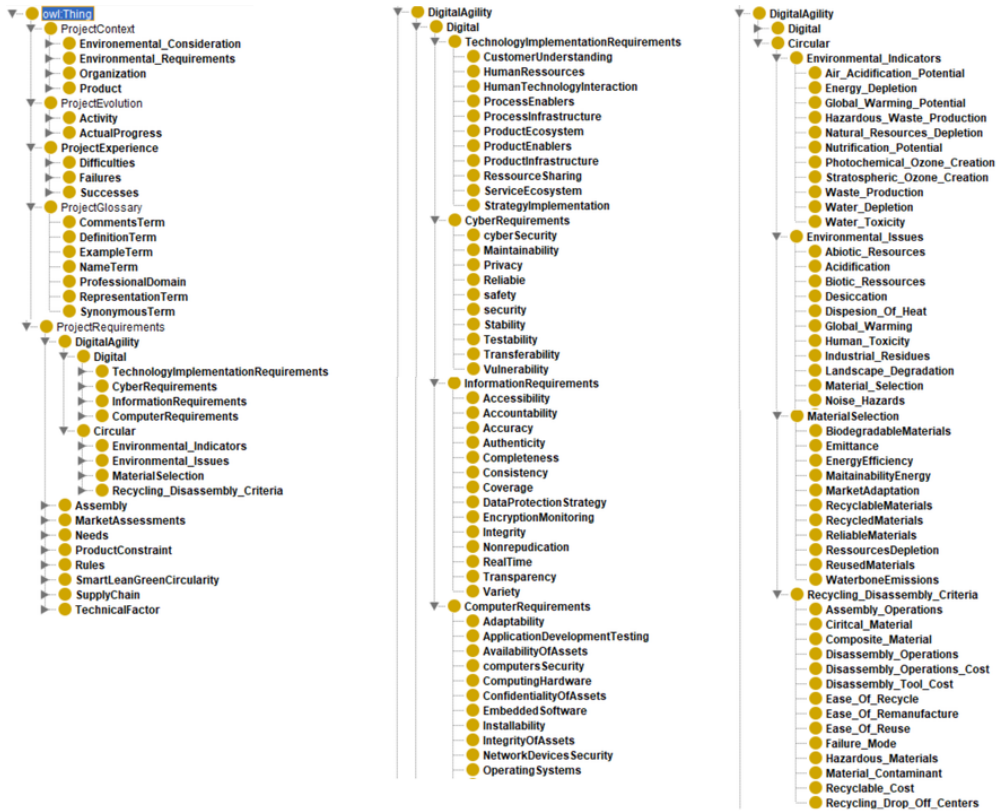 owl:Thing
ProjectContext
Environemental_Consideration
Environmental_Requirements
Organization
Product
ProjectEvolution
Activity
ActualProgress
ProjectExperience
Difficulties
Failures
Successes
ProjectGlossary
CommentsTerm
DefinitionTerm
ExampleTerm
NameTerm
ProfessionalDomain
RepresentationTerm
SynonymousTerm
ProjectRequirements
DigitalAgility
Digital
TechnologyImplementationRequirements
CyberRequirements
InformationRequirements
ComputerRequirements
Circular
Environmental_Indicators
Environmental_Issues
MaterialSelection
Recycling_Disassembly_Criteria
Assembly
MarketAssessments
Needs
ProductConstraint
Rules
SmartLeanGreenCircularity
SupplyChain
TechnicalFactor
DigitalAgility
Digital
TechnologyImplementationRequirements
CustomerUnderstanding
HumanRessources
HumanTechnologyInteraction
ProcessEnablers
ProcessInfrastructure
ProductEcosystem
ProductEnablers
ProductInfrastructure
RessourceSharing
ServiceEcosystem
StrategyImplementation
CyberRequirements
cyberSecurity
Maintainability
Privacy
Reliable
safety
security
Stability
Testability
Transferability
Vulnerability
InformationRequirements
Accessibility
Accountability
Accuracy
Authenticity
Completeness
Consistency
Coverage
DataProtectionStrategy
EncryptionMonitoring
Integrity
Nonrepudication
RealTime
Transparency
Variety
ComputerRequirements
Adaptability
ApplicationDevelopmentTesting
AvailabilityOfAssets
computersSecurity
ComputingHardware
ConfidentialityOfAssets
EmbeddedSoftware
Installability
IntegrityOfAssets
NetworkDevicesSecurity
OperatingSystems
DigitalAgility
Digital
Circular
Environmental_Indicators
Air_Acidification_Potential
Energy_Depletion
Global_Warming_Potential
Hazardous_Waste_Production
Natural_Resources_Depletion
Nutrification_Potential
Photochemical_Ozone_Creation
Stratospheric_Ozone_Creation
Waste_Production
Water_Depletion
Water_Toxicity
Environmental_Issues
Abiotic_Resources
Acidification
Biotic_Ressources
Desiccation
Dispesion_Of_Heat
Global_Warming
Human_Toxicity
Industrial_Residues
Landscape_Degradation
Material_Selection
Noise_Hazards
MaterialSelection
BiodegradableMaterials
Emittance
EnergyEfficiency
MaitainabilityEnergy
MarketAdaptation
RecyclableMaterials
RecycledMaterials
ReliableMaterials
RessourcesDepletion
ReusedMaterials
WaterboneEmissions
Recycling_Disassembly_Criteria
Assembly_Operations
Ciritcal_Material
Composite_Material
Disassembly_Operations
Disassembly_Operations_Cost
Disassembly_Tool_Cost
Ease_Of_Recycle
Ease_Of_Remanufacture
Ease_Of_Reuse
Failure_Mode
Hazardous_Materials
Material_Contaminant
Recyclable_Cost
Recycling_Drop_Off_Centers